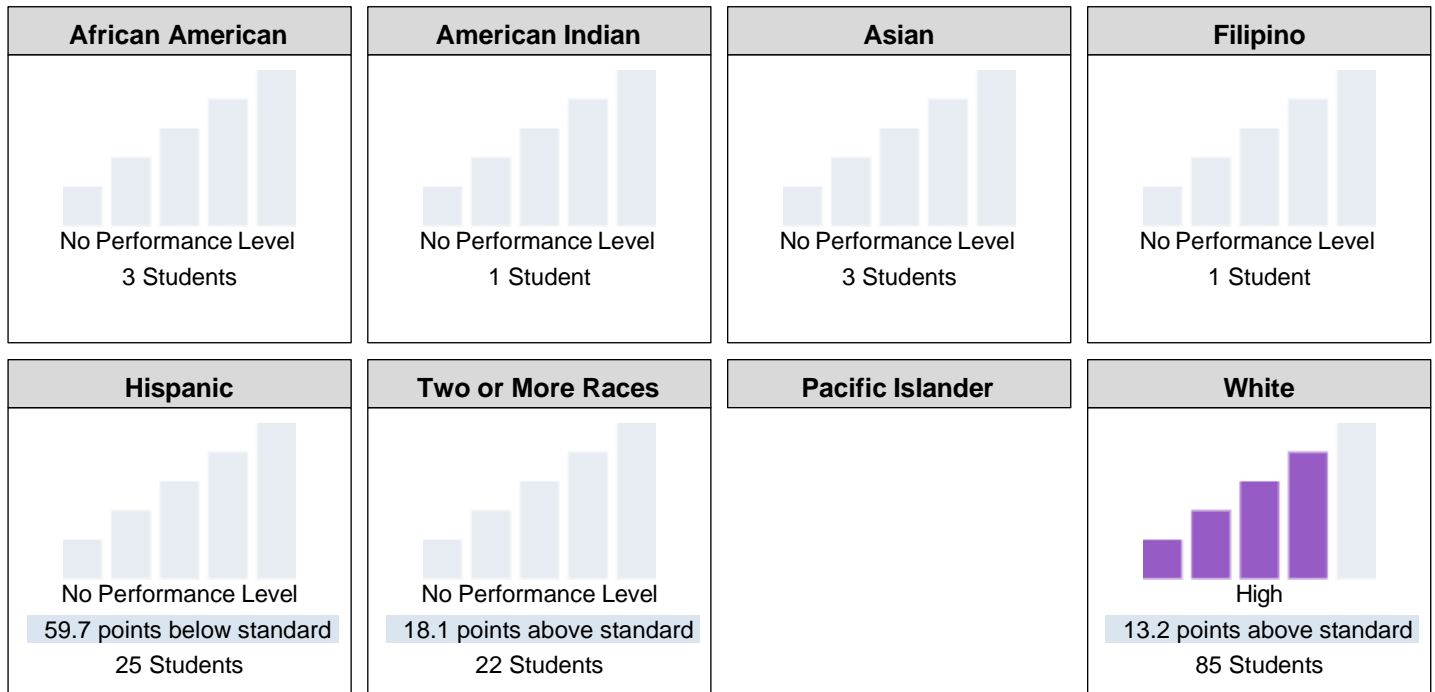 African American
No Performance Level
3 Students
American Indian
No Performance Level
1 Student
Asian
No Performance Level
3 Students
Filipino
No Performance Level
1 Student
Hispanic
No Performance Level
59.7 points below standard
25 Students
Two or More Races
No Performance Level
18.1 points above standard
22 Students
Pacific Islander
White
High
13.2 points above standard
85 Students